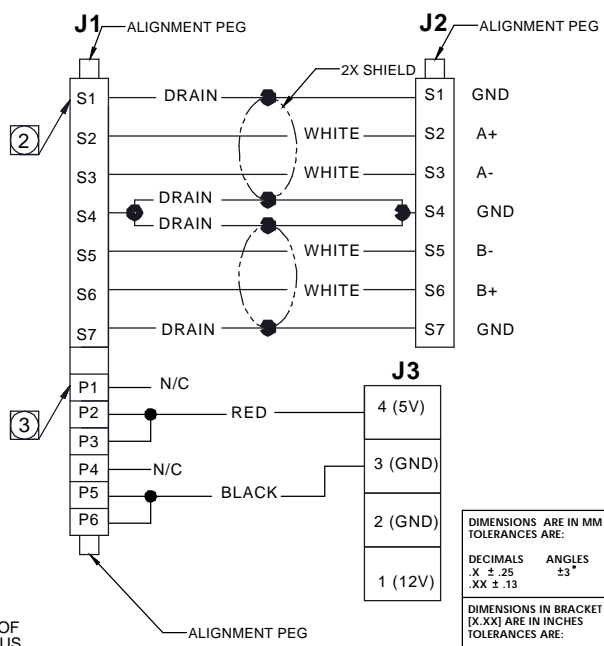 J1 ALIGNMENT PEG
J2 ALIGNMENT PEG
2X SHIELD
2
S1 DRAIN S1 GND
S2 WHITE S2 A+
S3 WHITE S3 A-
DRAIN
S4 S4 GND
DRAIN
S5 WHITE S5 B-
S6 WHITE S6 B+
S7 DRAIN S7 GND
J3
3
P1 N/C
P2 RED 4 (5V)
P3
P4 N/C
P5 BLACK 3 (GND)
P6
2 (GND)
1 (12V)
ALIGNMENT PEG
OF
US
DIMENSIONS ARE IN MM
TOLERANCES ARE:
DECIMALS ANGLES
.X ± .25 ±3°
.XX ± .13
DIMENSIONS IN BRACKET
[X.XX] ARE IN INCHES
TOLERANCES ARE: